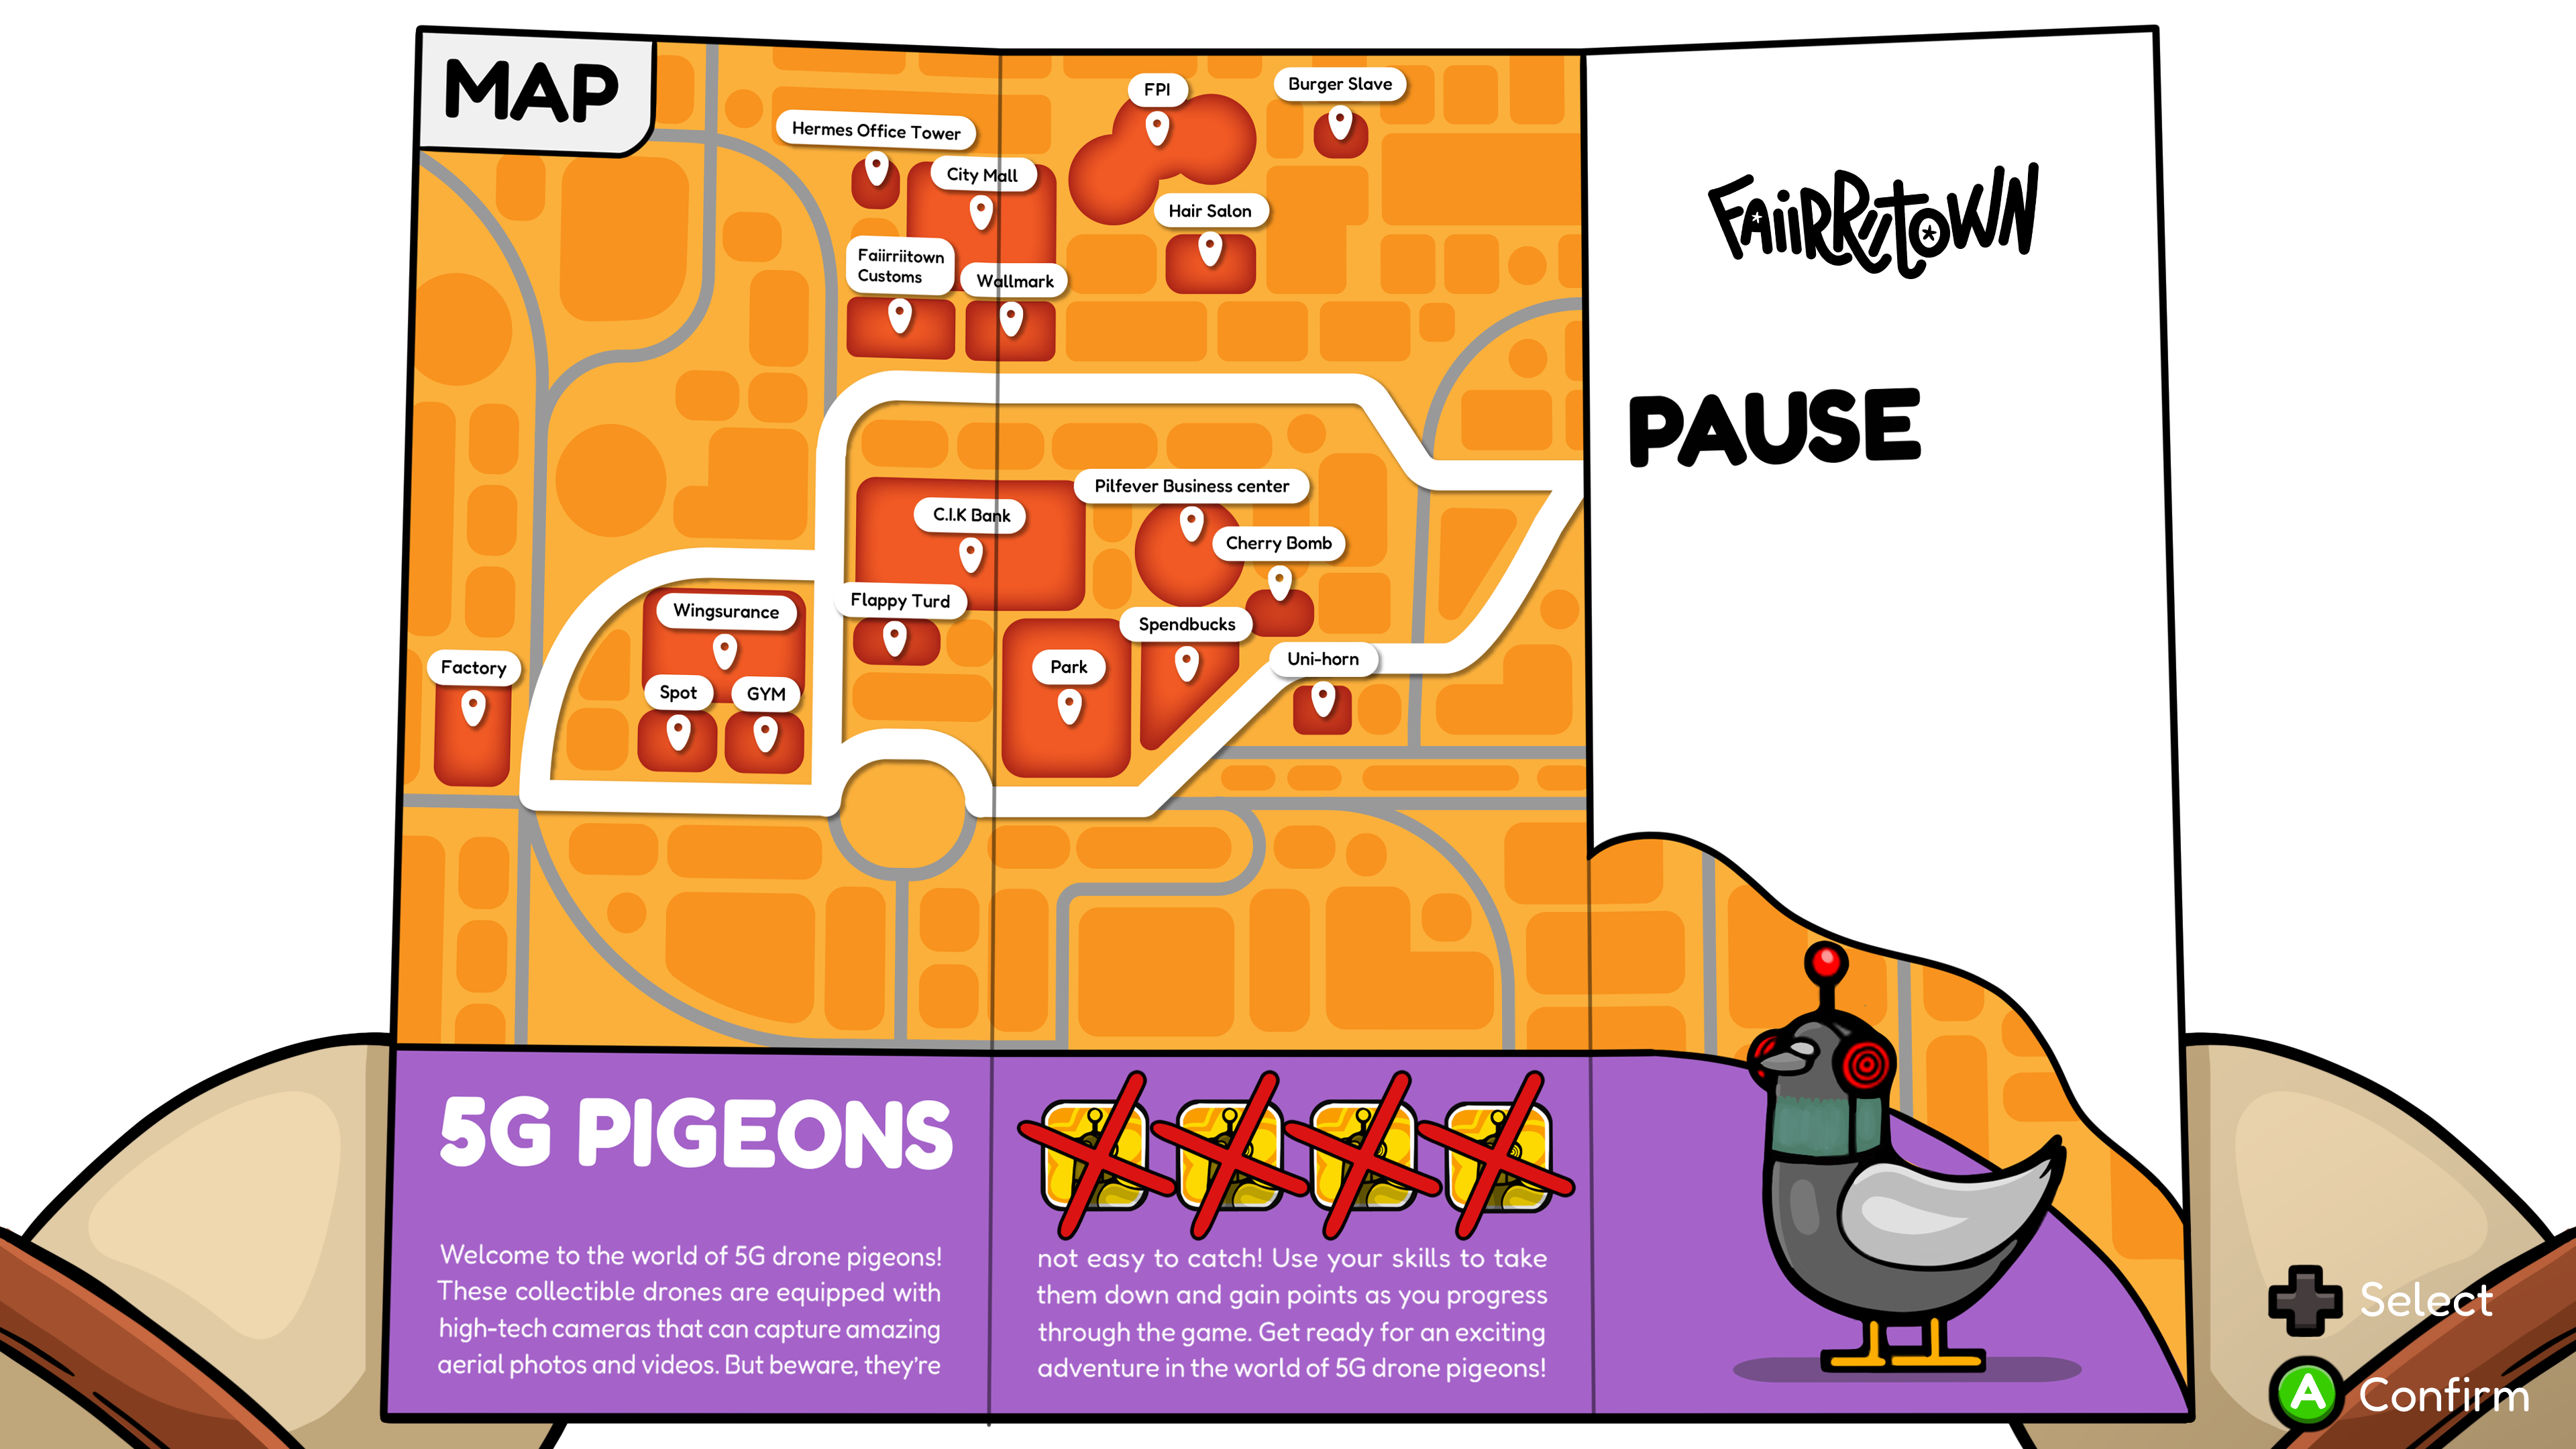 MAP
FPI
Burger Slave
Hermes Office Tower
City Mall
Hair Salon
Faiirriitown
Customs
Wallmark
FAiiRRiitOWN
PAUSE
Pilfever Business center
C.I.K Bank
Cherry Bomb
Flappy Turd
Wingsurance
Spendbucks
Uni-horn
Factory
Park
Spot
GYM
5G PIGEONS
Welcome to the world of 5G drone pigeons!
These collectible drones are equipped with
high-tech cameras that can capture amazing
aerial photos and videos. But beware, they're
not easy to catch! Use your skills to take
them down and gain points as you progress
through the game. Get ready for an exciting
adventure in the world of 5G drone pigeons!
Select
A Confirm